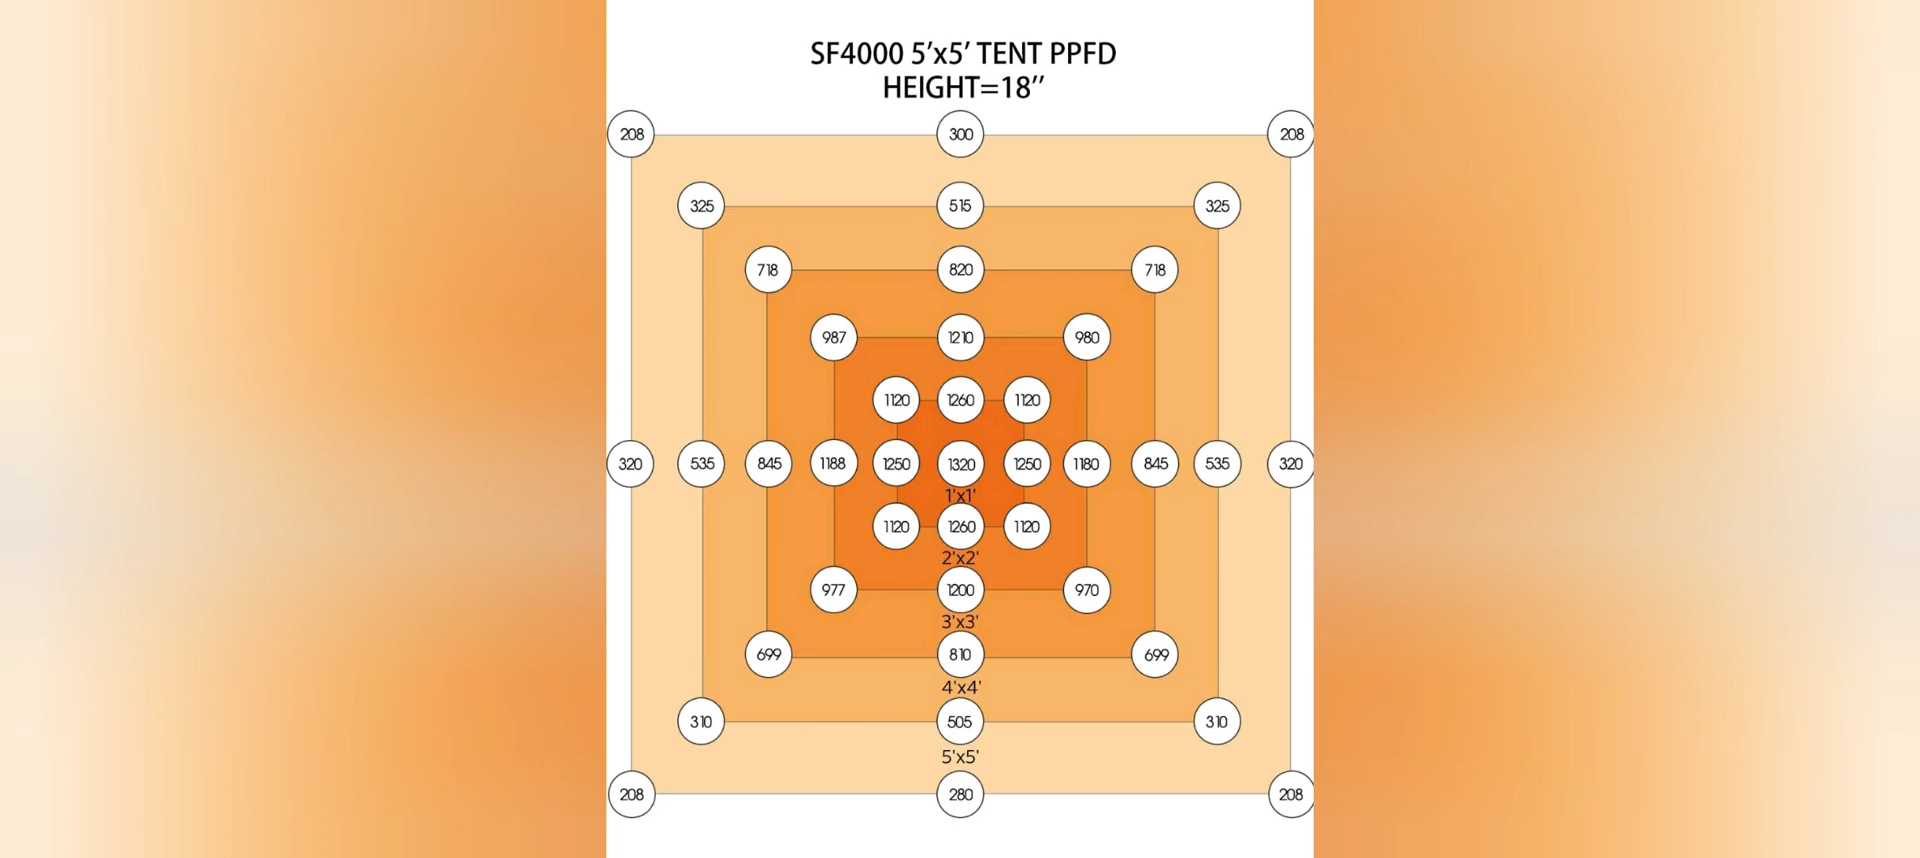 SF4000 5′x5′ TENT PPFD
HEIGHT=18′′
208 300 208
325 515 325
718 820 718
987 1210 980
1120 1260 1120
320 535 845 1188 1250 1320 1250 1180 845 535 320
1'x1'
1120 1260 1120
2'x2'
977 1200 970
3'x3'
699 810 699
4'x4'
310 505 310
5'x5'
208 280 208